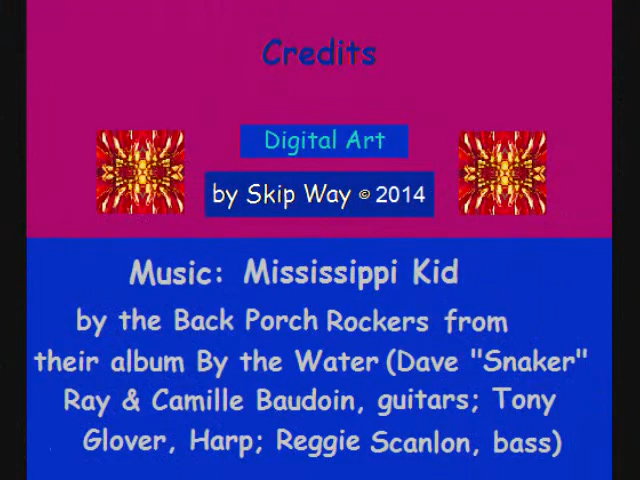 Credits
Digital Art
by Skip Way © 2014
Music: Mississippi Kid
by the Back Porch Rockers from
their album By the Water (Dave "Snaker"
Ray & Camille Baudoin, guitars; Tony
Glover, Harp; Reggie Scanlon, bass)